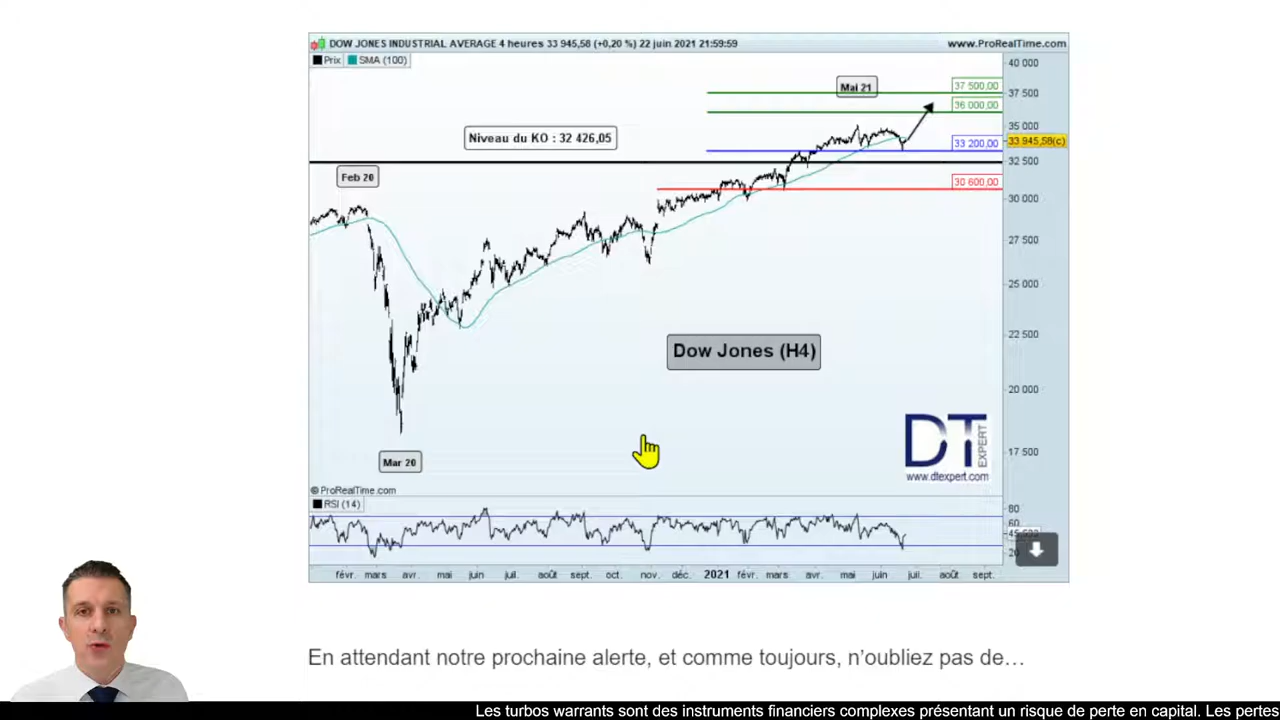 DOW JONES INDUSTRIAL AVERAGE 4 heures 33 945,58 (+0,20 %) 22 juin 2021 21:59:59
www.ProRealTime.com
Prix SMA (100)
40 000
Mai 21
37 500,00
37 500
36 000,00
35 000
Niveau du KO : 32 426,05
33 200,00
33 945,58(c)
32 500
Feb 20
30 600,00
30 000
27 500
25 000
22 500
Dow Jones (H4)
20 000
DT EXPERT
www.dtexpert.com
17 500
Mar 20
© ProRealTime.com
RSI (14)
80
60
20
févr. mars avr. mai juin juil. août sept. oct. nov. déc. 2021 févr. mars avr. mai juin juil. août sept.
En attendant notre prochaine alerte, et comme toujours, n’oubliez pas de…
Les turbos warrants sont des instruments financiers complexes présentant un risque de perte en capital. Les pertes